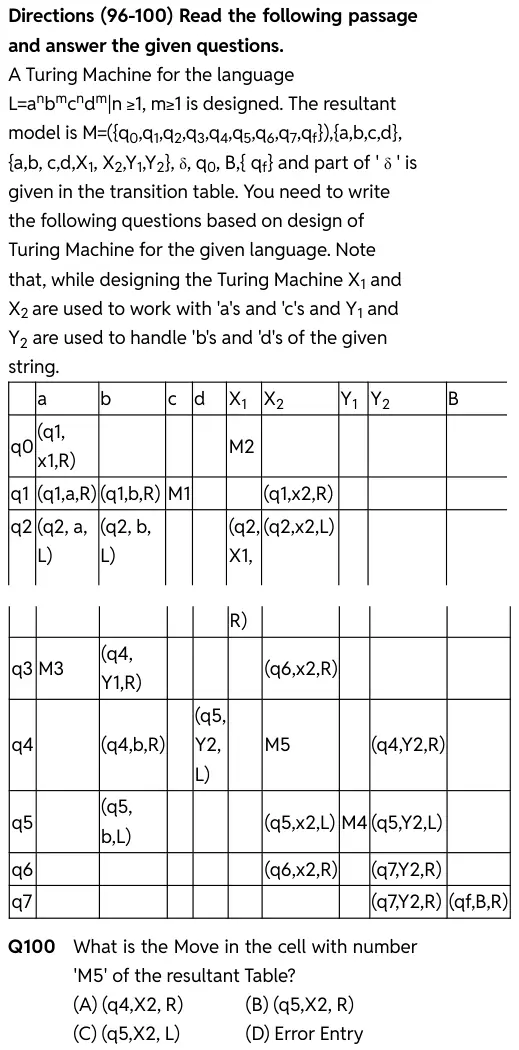 Directions (96-100) Read the following passage
and answer the given questions.
A Turing Machine for the language
L=aⁿbᵐcⁿdᵐ|n ≥1, m≥1 is designed. The resultant
model is M=({q₀,q₁,q₂,q₃,q₄,q₅,q₆,q₇,qf}),{a,b,c,d},
{a,b, c,d,X₁, X₂,Y₁,Y₂}, δ, q₀, B,{ qf} and part of ' δ ' is
given in the transition table. You need to write
the following questions based on design of
Turing Machine for the given language. Note
that, while designing the Turing Machine X₁ and
X₂ are used to work with 'a's and 'c's and Y₁ and
Y₂ are used to handle 'b's and 'd's of the given
string.
a b c d X₁ X₂ Y₁ Y₂ B
q0 (q1, x1,R) M2
q1 (q1,a,R) (q1,b,R) M1 (q1,x2,R)
q2 (q2, a, L) (q2, b, L) (q2, X1, (q2,x2,L)
R)
q3 M3 (q4, Y1,R) (q6,x2,R)
q4 (q4,b,R) (q5, Y2, L) M5 (q4,Y2,R)
q5 (q5, b,L) (q5,x2,L) M4 (q5,Y2,L)
q6 (q6,x2,R) (q7,Y2,R)
q7 (q7,Y2,R) (qf,B,R)
Q100 What is the Move in the cell with number
'M5' of the resultant Table?
(A) (q4,X2, R) (B) (q5,X2, R)
(C) (q5,X2, L) (D) Error Entry